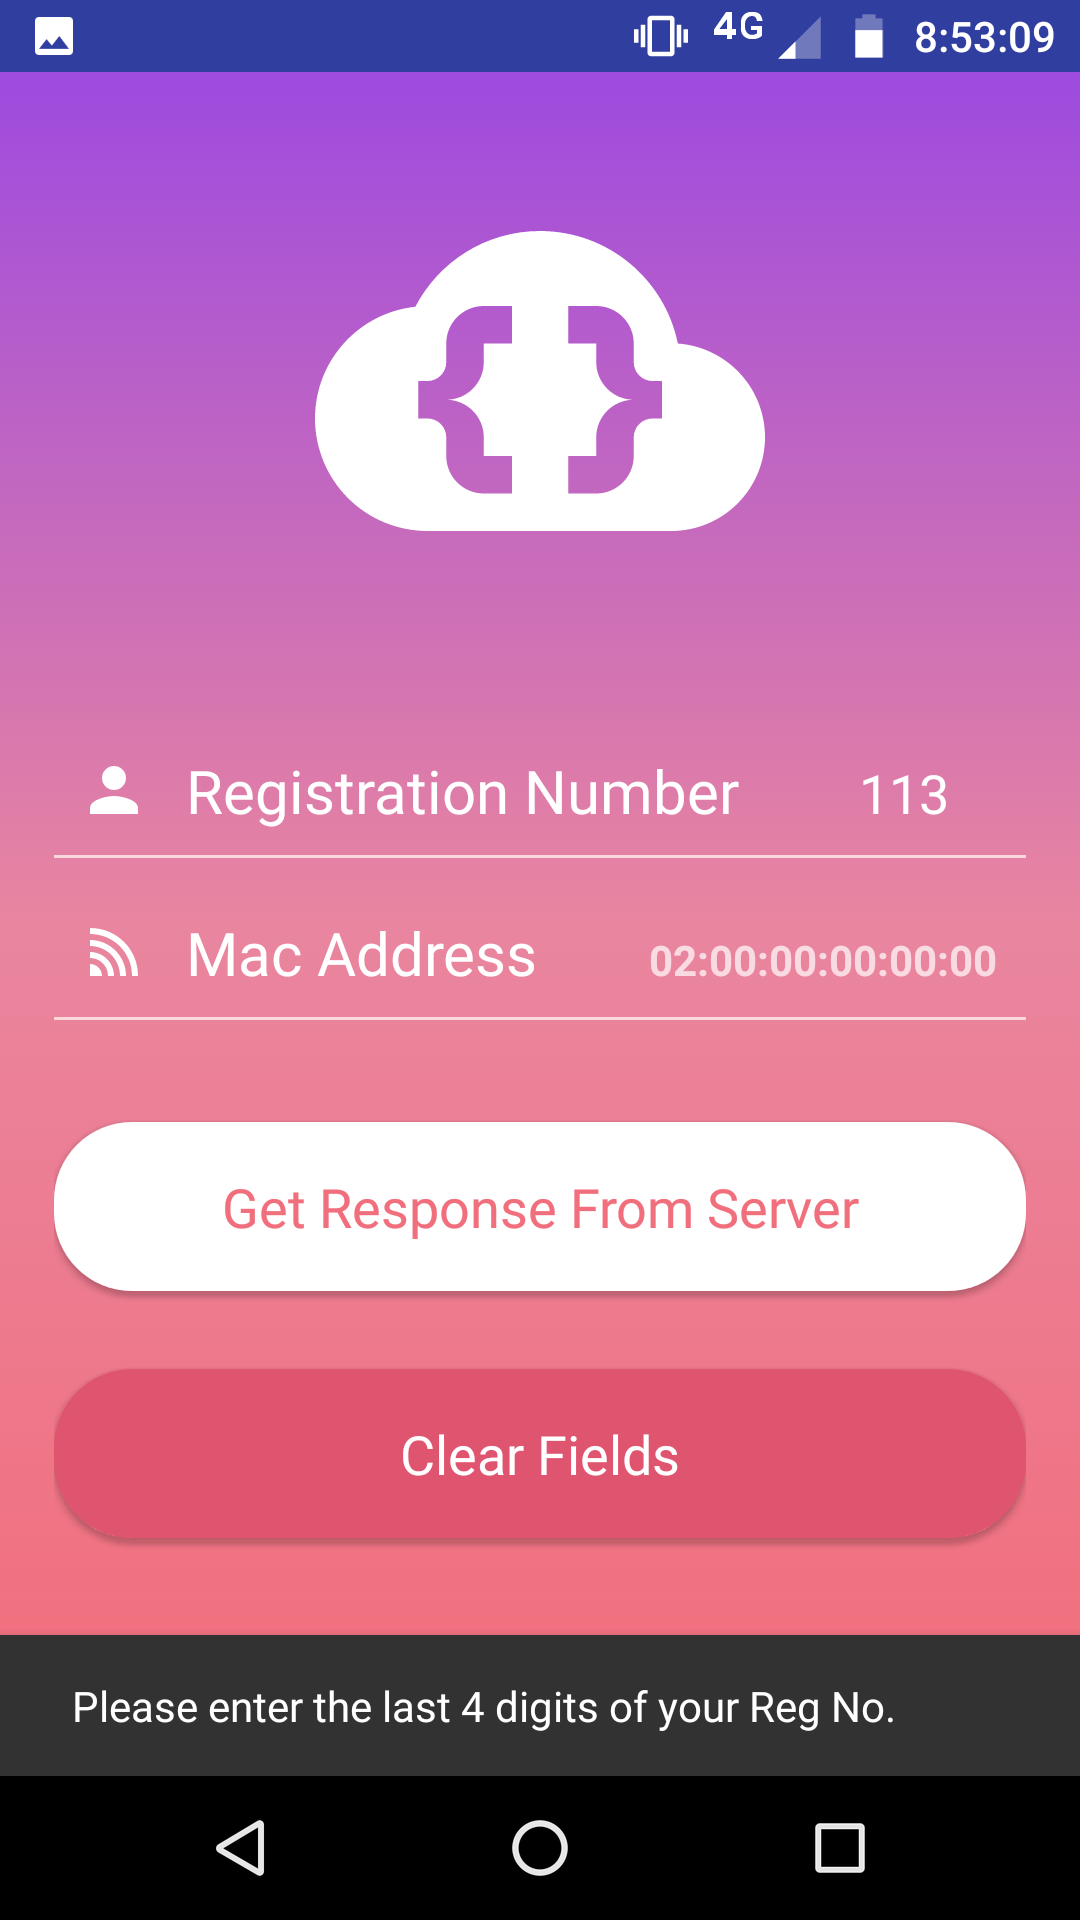 4G 8:53:09
{ }
Registration Number 113
Mac Address 02:00:00:00:00:00
Get Response From Server
Clear Fields
Please enter the last 4 digits of your Reg No.